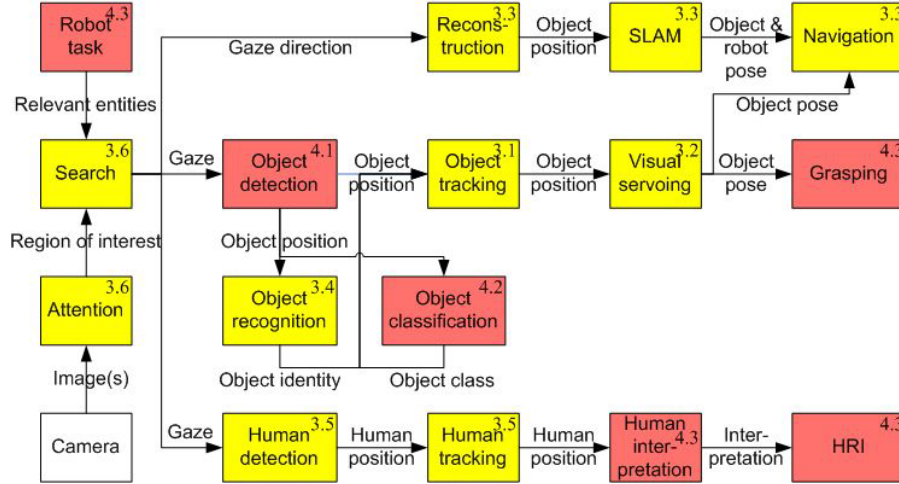 4.3
Robot
task
3.3
Recons-
truction
3.3
SLAM
3.3
Navigation
Gaze direction
Object
position
Object &
robot
pose
Relevant entities
Object pose
3.6
Search
Gaze
4.1
Object
detection
Object
position
3.1
Object
tracking
Object
position
3.2
Visual
servoing
Object
pose
4.3
Grasping
Region of interest
Object position
3.6
Attention
3.4
Object
recognition
4.2
Object
classification
Image(s)
Object identity
Object class
Camera
Gaze
3.5
Human
detection
Human
position
3.5
Human
tracking
Human
position
Human
4.3
inter-
pretation
Inter-
pretation
4.3
HRI